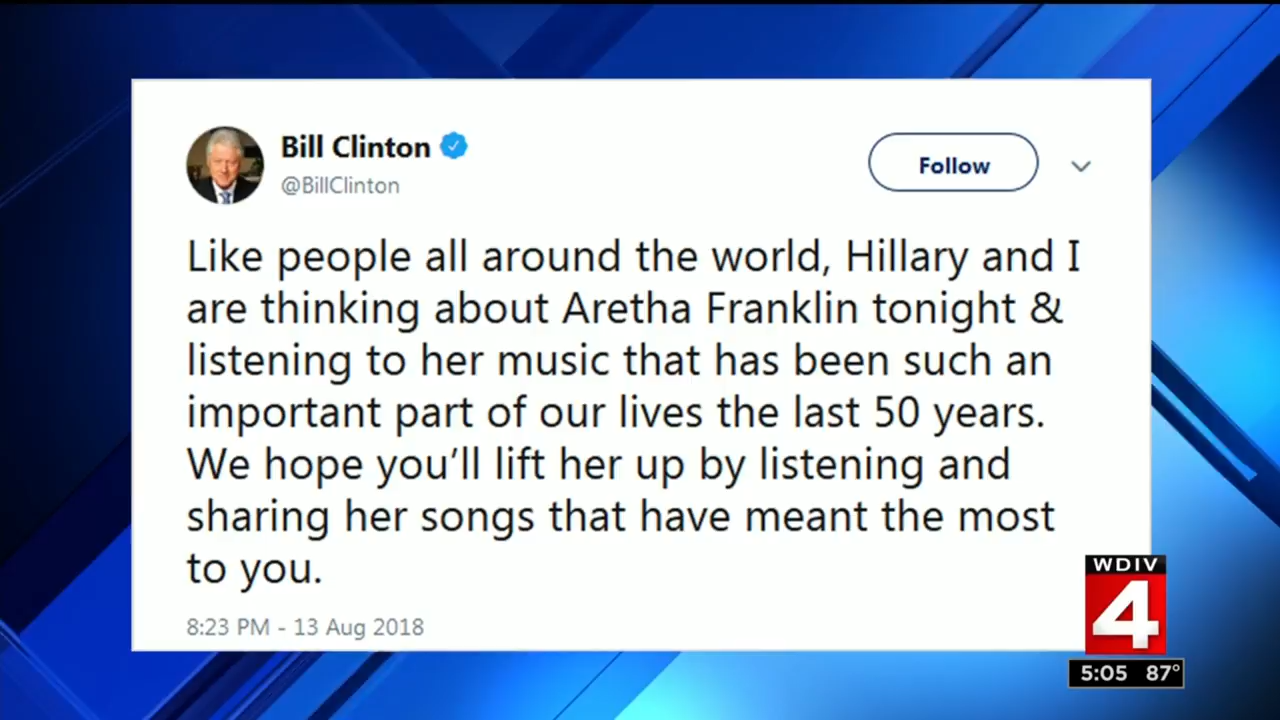 Bill Clinton
@BillClinton
Follow
Like people all around the world, Hillary and I
are thinking about Aretha Franklin tonight &
listening to her music that has been such an
important part of our lives the last 50 years.
We hope you'll lift her up by listening and
sharing her songs that have meant the most
to you.
8:23 PM - 13 Aug 2018
WDIV
4
5:05 87°